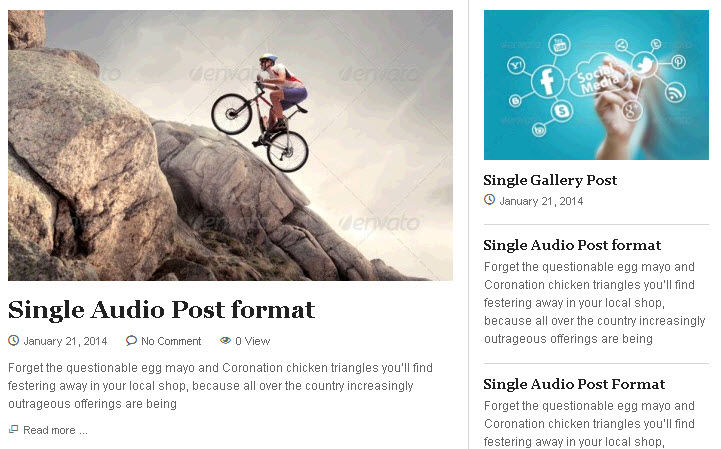 envato
envato
envato
envato
Single Audio Post format
January 21, 2014 No Comment 0 View
Forget the questionable egg mayo and Coronation chicken triangles you'll find
festering away in your local shop, because all over the country increasingly
outrageous offerings are being
Read more ...
Social
Media
You
Tube
Y!
f
B
S
g
P
Single Gallery Post
January 21, 2014
Single Audio Post format
Forget the questionable egg mayo and
Coronation chicken triangles you'll find
festering away in your local shop,
because all over the country increasingly
outrageous offerings are being
Single Audio Post Format
Forget the questionable egg mayo and
Coronation chicken triangles you'll find
festering away in your local shop,